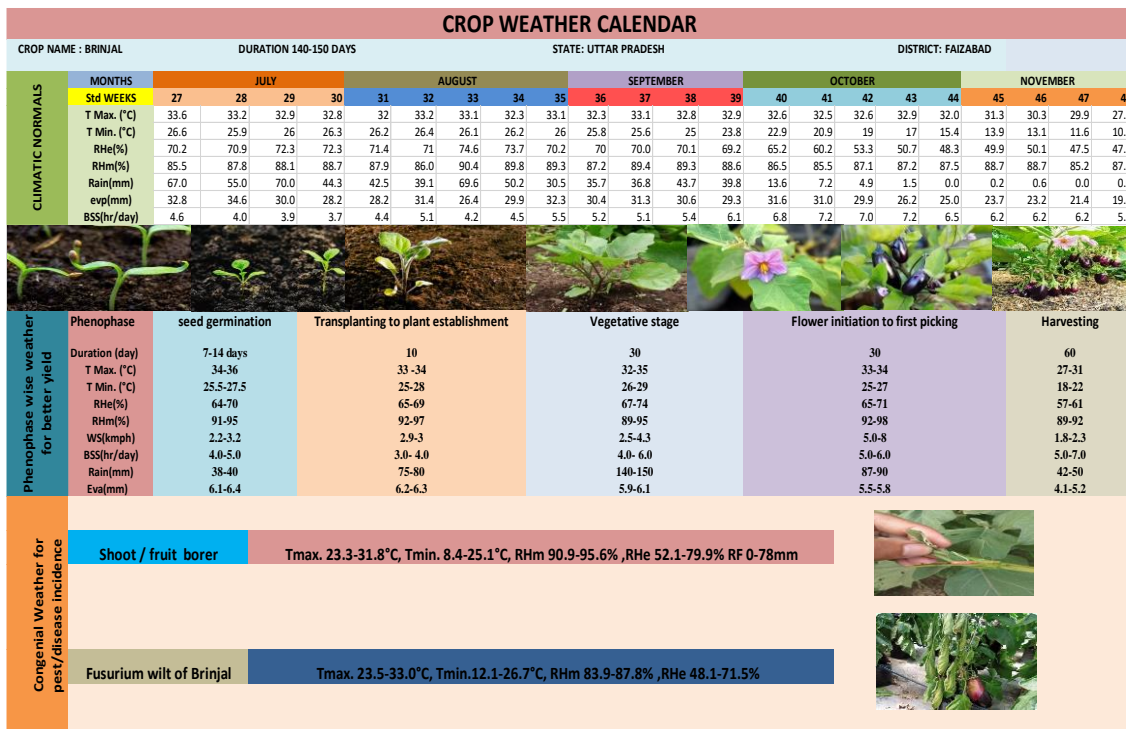 CROP WEATHER CALENDAR
CROP NAME : BRINJAL DURATION 140-150 DAYS STATE: UTTAR PRADESH DISTRICT: FAIZABAD
CLIMATIC NORMALS
MONTHS JULY AUGUST SEPTEMBER OCTOBER NOVEMBER
Std WEEKS 27 28 29 30 31 32 33 34 35 36 37 38 39 40 41 42 43 44 45 46 47
T Max. (°C) 33.6 33.2 32.9 32.8 32 33.2 33.1 32.3 33.1 32.3 33.1 32.8 32.9 32.6 32.5 32.6 32.9 32.0 31.3 30.3 29.9 27.
T Min. (°C) 26.6 25.9 26 26.3 26.2 26.4 26.1 26.2 26 25.8 25.6 25 23.8 22.9 20.9 19 17 15.4 13.9 13.1 11.6 10.
RHe(%) 70.2 70.9 72.3 72.3 71.4 71 74.6 73.7 70.2 70 70.0 70.1 69.2 65.2 60.2 53.3 50.7 48.3 49.9 50.1 47.5 47.
RHm(%) 85.5 87.8 88.1 88.7 87.9 86.0 90.4 89.8 89.3 87.2 89.4 89.3 88.6 86.5 85.5 87.1 87.2 87.5 88.7 88.7 85.2 87.
Rain(mm) 67.0 55.0 70.0 44.3 42.5 39.1 69.6 50.2 30.5 35.7 36.8 43.7 39.8 13.6 7.2 4.9 1.5 0.0 0.2 0.6 0.0 0.
evp(mm) 32.8 34.6 30.0 28.2 28.2 31.4 26.4 29.9 32.3 30.4 31.3 30.6 29.3 31.6 31.0 29.9 26.2 25.0 23.7 23.2 21.4 19.
BSS(hr/day) 4.6 4.0 3.9 3.7 4.4 5.1 4.2 4.5 5.5 5.2 5.1 5.4 6.1 6.8 7.2 7.0 7.2 6.5 6.2 6.2 6.2 5.
Phenophase wise weather
for better yield
Phenophase seed germination Transplanting to plant establishment Vegetative stage Flower initiation to first picking Harvesting
Duration (day) 7-14 days 10 30 30 60
T Max. (°C) 34-36 33 -34 32-35 33-34 27-31
T Min. (°C) 25.5-27.5 25-28 26-29 25-27 18-22
RHe(%) 64-70 65-69 67-74 65-71 57-61
RHm(%) 91-95 92-97 89-95 92-98 89-92
WS(kmph) 2.2-3.2 2.9-3 2.5-4.3 5.0-8 1.8-2.3
BSS(hr/day) 4.0-5.0 3.0- 4.0 4.0- 6.0 5.0-6.0 5.0-7.0
Rain(mm) 38-40 75-80 140-150 87-90 42-50
Eva(mm) 6.1-6.4 6.2-6.3 5.9-6.1 5.5-5.8 4.1-5.2
Congenial Weather for
pest/disease incidence
Shoot / fruit borer Tmax. 23.3-31.8°C, Tmin. 8.4-25.1°C, RHm 90.9-95.6% ,RHe 52.1-79.9% RF 0-78mm
Fusurium wilt of Brinjal Tmax. 23.5-33.0°C, Tmin.12.1-26.7°C, RHm 83.9-87.8% ,RHe 48.1-71.5%